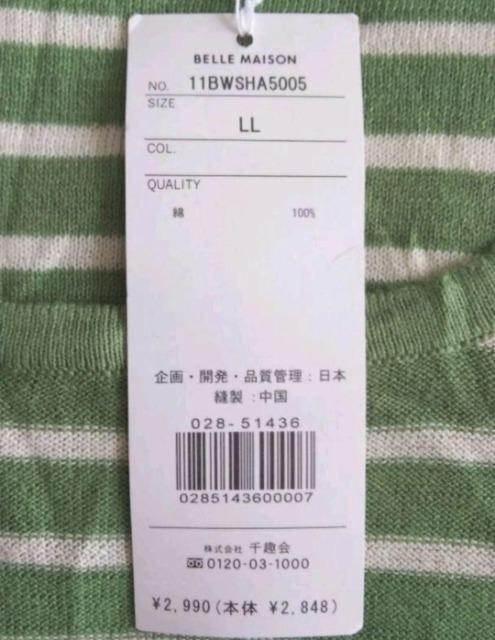 BELLE MAISON
NO. 11BWSHA5005
SIZE
LL
COL.
QUALITY
綿 100%
企画・開発・品質管理:日本
縫製:中国
028-51436
0285143600007
株式会社 千趣会
0120-03-1000
¥2,990(本体 ¥2,848)